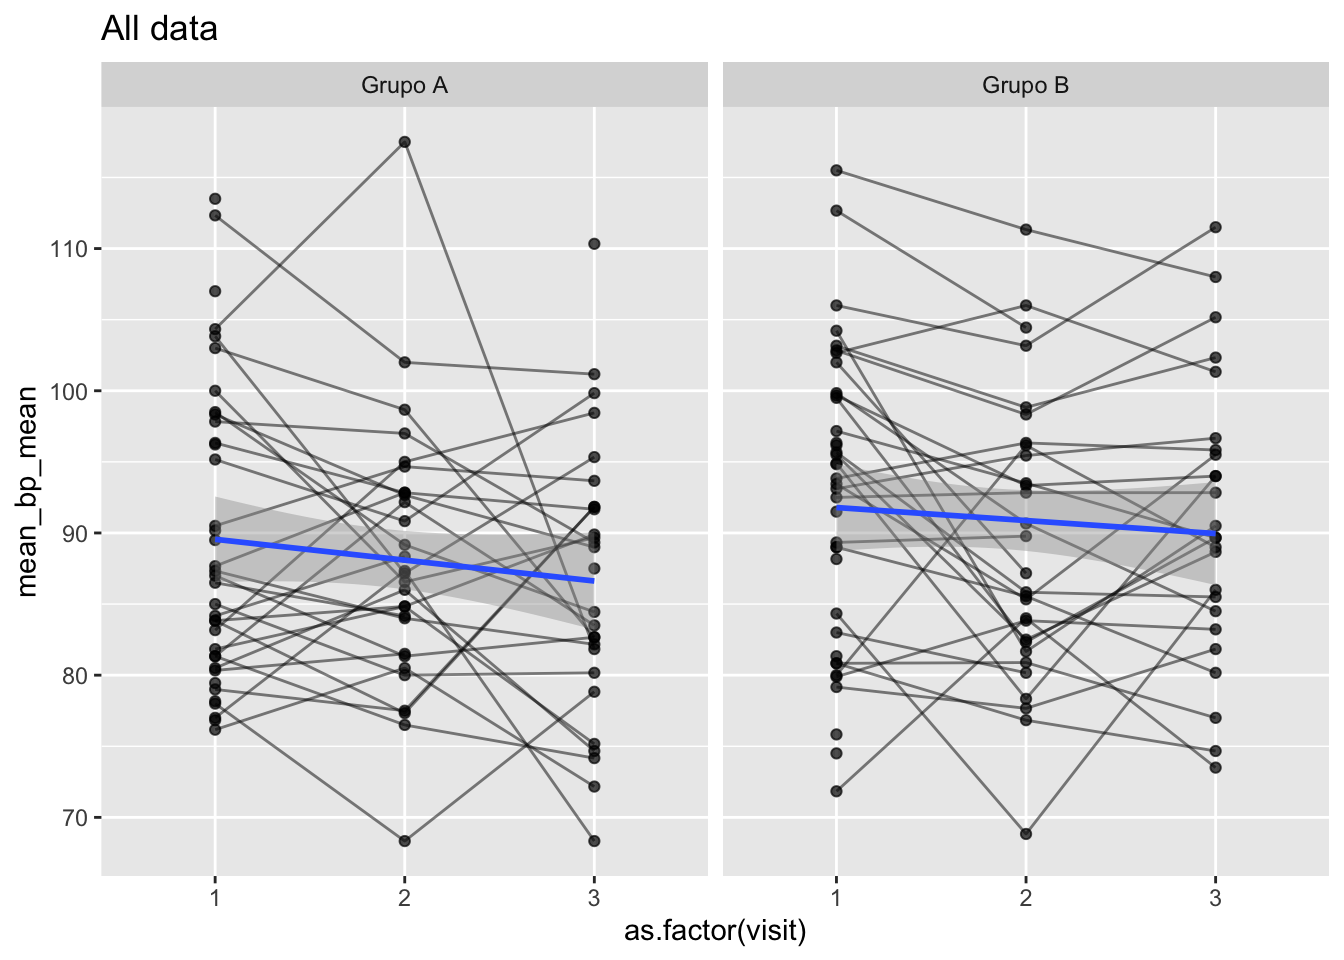 All data
Grupo A
Grupo B
mean_bp_mean
110
100
90
80
70
1 2 3
1 2 3
as.factor(visit)